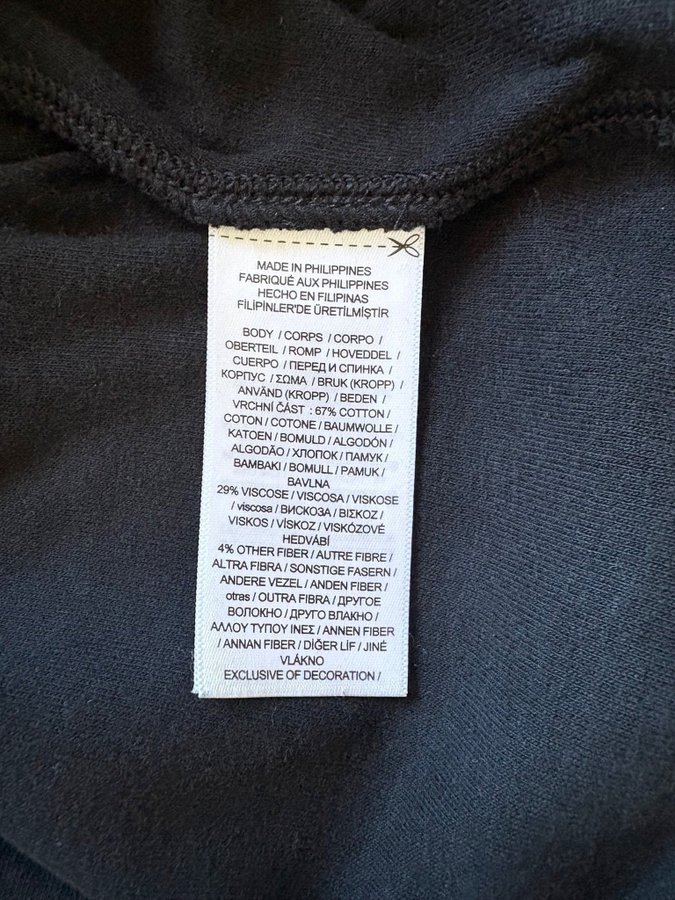 MADE IN PHILIPPINES
FABRIQUÉ AUX PHILIPPINES
HECHO EN FILIPINAS
FİLİPİNLER'DE ÜRETİLMİŞTİR
BODY / CORPS / CORPO /
OBERTEIL / ROMP / HOVEDDEL /
CUERPO / ПЕРЕД И СПИНКА /
КОРПУС / ΣΩΜΑ / BRUK (KROPP) /
ANVÄND (KROPP) / BEDEN /
VRCHNÍ ČÁST : 67% COTTON /
COTON / COTONE / BAUMWOLLE /
KATOEN / BOMULD / ALGODÓN /
ALGODÃO / ХЛОПОК / ПАМУК /
BAMBAKI / BOMULL / PAMUK /
BAVLNA
29% VISCOSE / VISCOSA / VISKOSE
/ viscosa / ВИСКОЗА / ΒΙΣΚΟΖ /
VISKOS / VİSKOZ / VISKÓZOVÉ
HEDVÁBÍ
4% OTHER FIBER / AUTRE FIBRE /
ALTRA FIBRA / SONSTIGE FASERN /
ANDERE VEZEL / ANDEN FIBER /
otras / OUTRA FIBRA / ДРУГОЕ
ВОЛОКНО / ДРУГО ВЛАКНО /
ΑΛΛΟΥ ΤΥΠΟΥ ΙΝΕΣ / ANNEN FIBER
/ ANNAN FIBER / DİĞER LİF / JINÉ
VLÁKNO
EXCLUSIVE OF DECORATION /